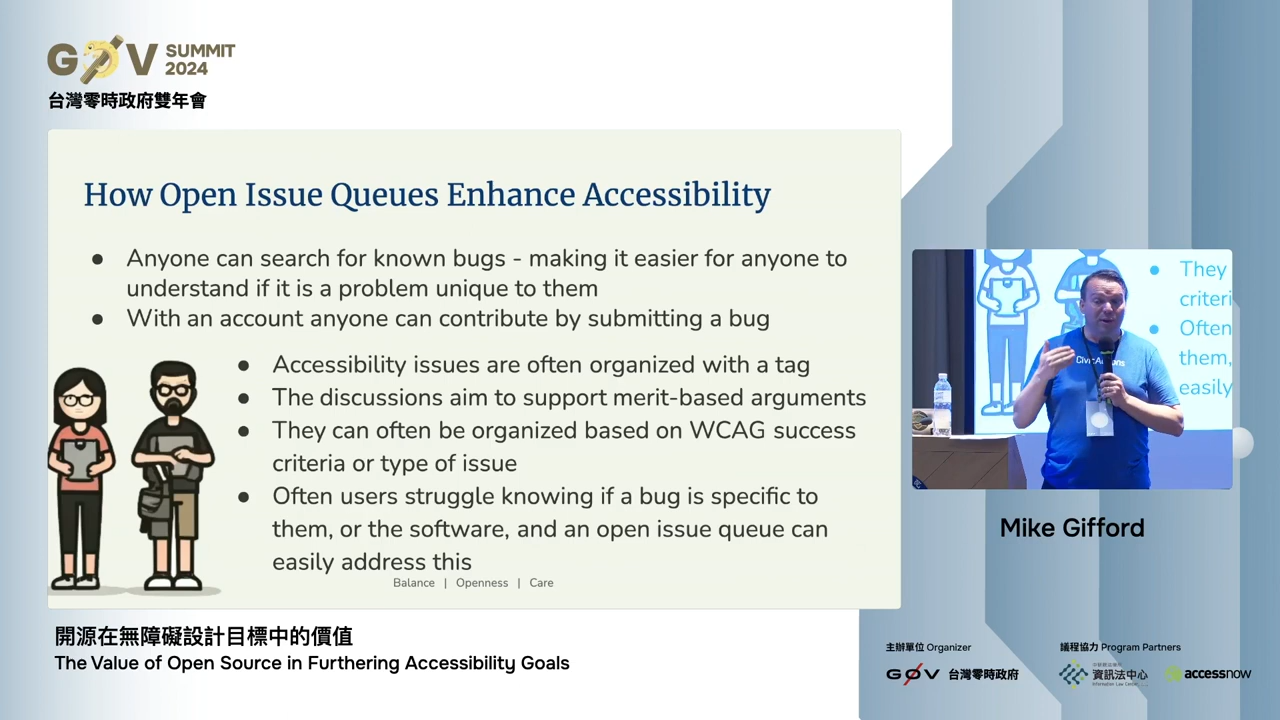 GØV SUMMIT 2024
台灣零時政府雙年會
How Open Issue Queues Enhance Accessibility
● Anyone can search for known bugs - making it easier for anyone to
understand if it is a problem unique to them
● With an account anyone can contribute by submitting a bug
● Accessibility issues are often organized with a tag
● The discussions aim to support merit-based arguments
● They can often be organized based on WCAG success
criteria or type of issue
● Often users struggle knowing if a bug is specific to
them, or the software, and an open issue queue can
easily address this
Balance | Openness | Care
● They
criteri
● Often
them,
easily
CivicActions
Mike Gifford
開源在無障礙設計目標中的價值
The Value of Open Source in Furthering Accessibility Goals
主辦單位 Organizer
GØV 台灣零時政府
議程協力 Program Partners
資訊法中心
Information Law Center
accessnow